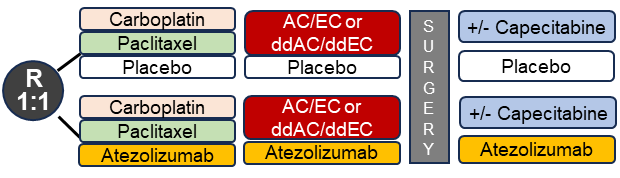 R
1:1
Carboplatin
Paclitaxel
Placebo
AC/EC or
ddAC/ddEC
Placebo
SURGERY
+/- Capecitabine
Placebo
Carboplatin
Paclitaxel
Atezolizumab
AC/EC or
ddAC/ddEC
Atezolizumab
+/- Capecitabine
Atezolizumab